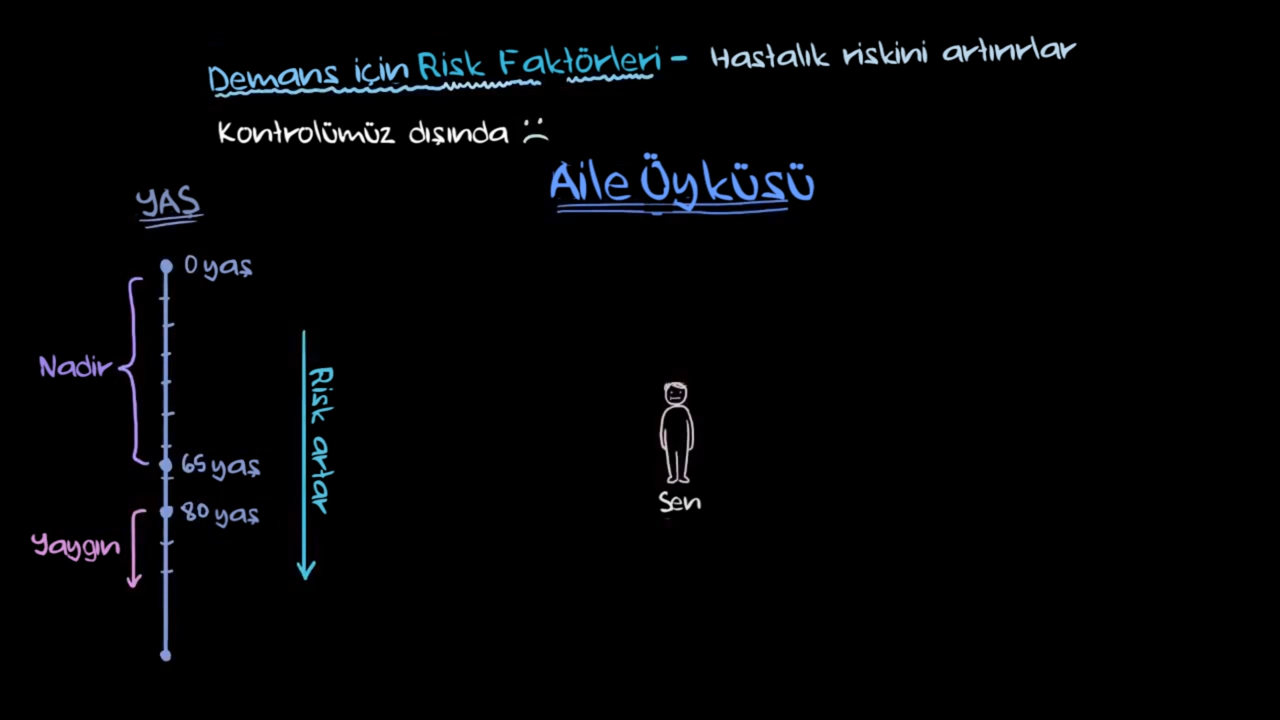 Demans için Risk Faktörleri - Hastalık riskini artırırlar
Kontrolümüz dışında :(
Aile Öyküsü
YAŞ
0 yaş
Nadir
65 yaş
80 yaş
Yaygın
Risk artar
Sen